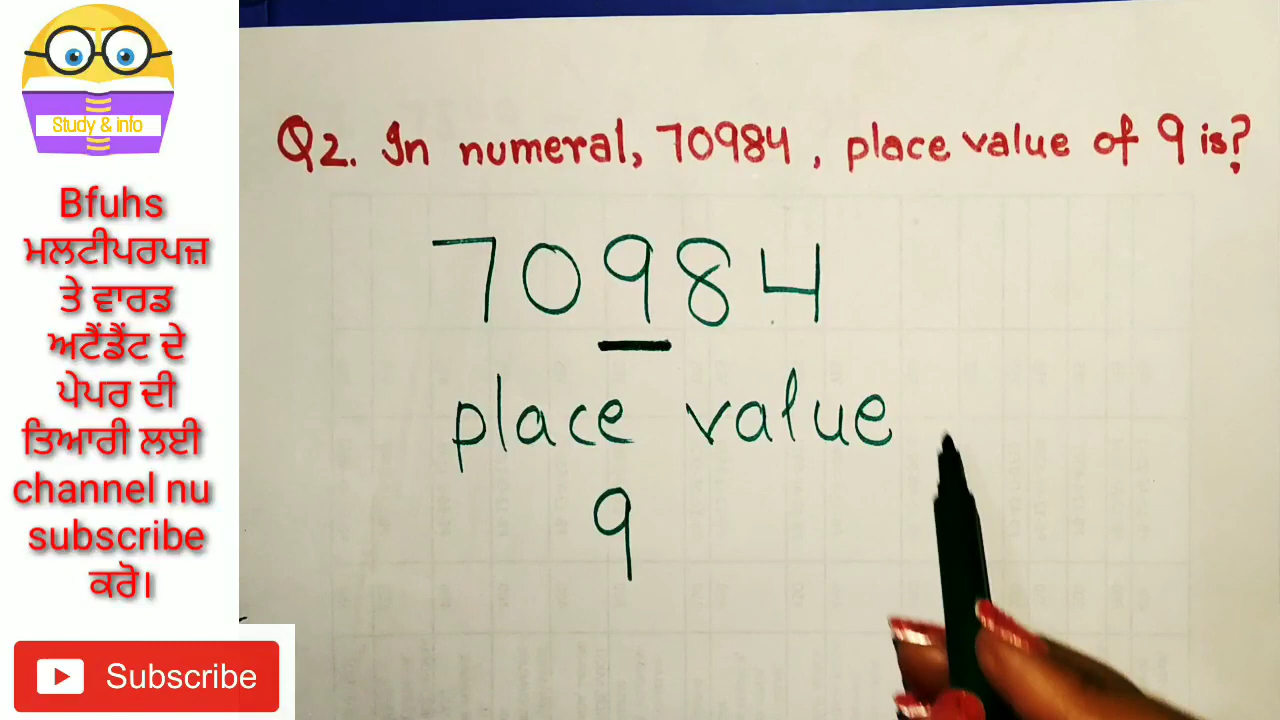 Study & info
Bfuhs
ਮਲਟੀਪਰਪਜ਼
ਤੇ ਵਾਰਡ
ਅਟੈਂਡੈਂਟ ਦੇ
ਪੇਪਰ ਦੀ
ਤਿਆਰੀ ਲਈ
channel nu
subscribe
ਕਰੋ।
Subscribe
Q2. In numeral, 70984, place value of 9 is?
70984
place value
9